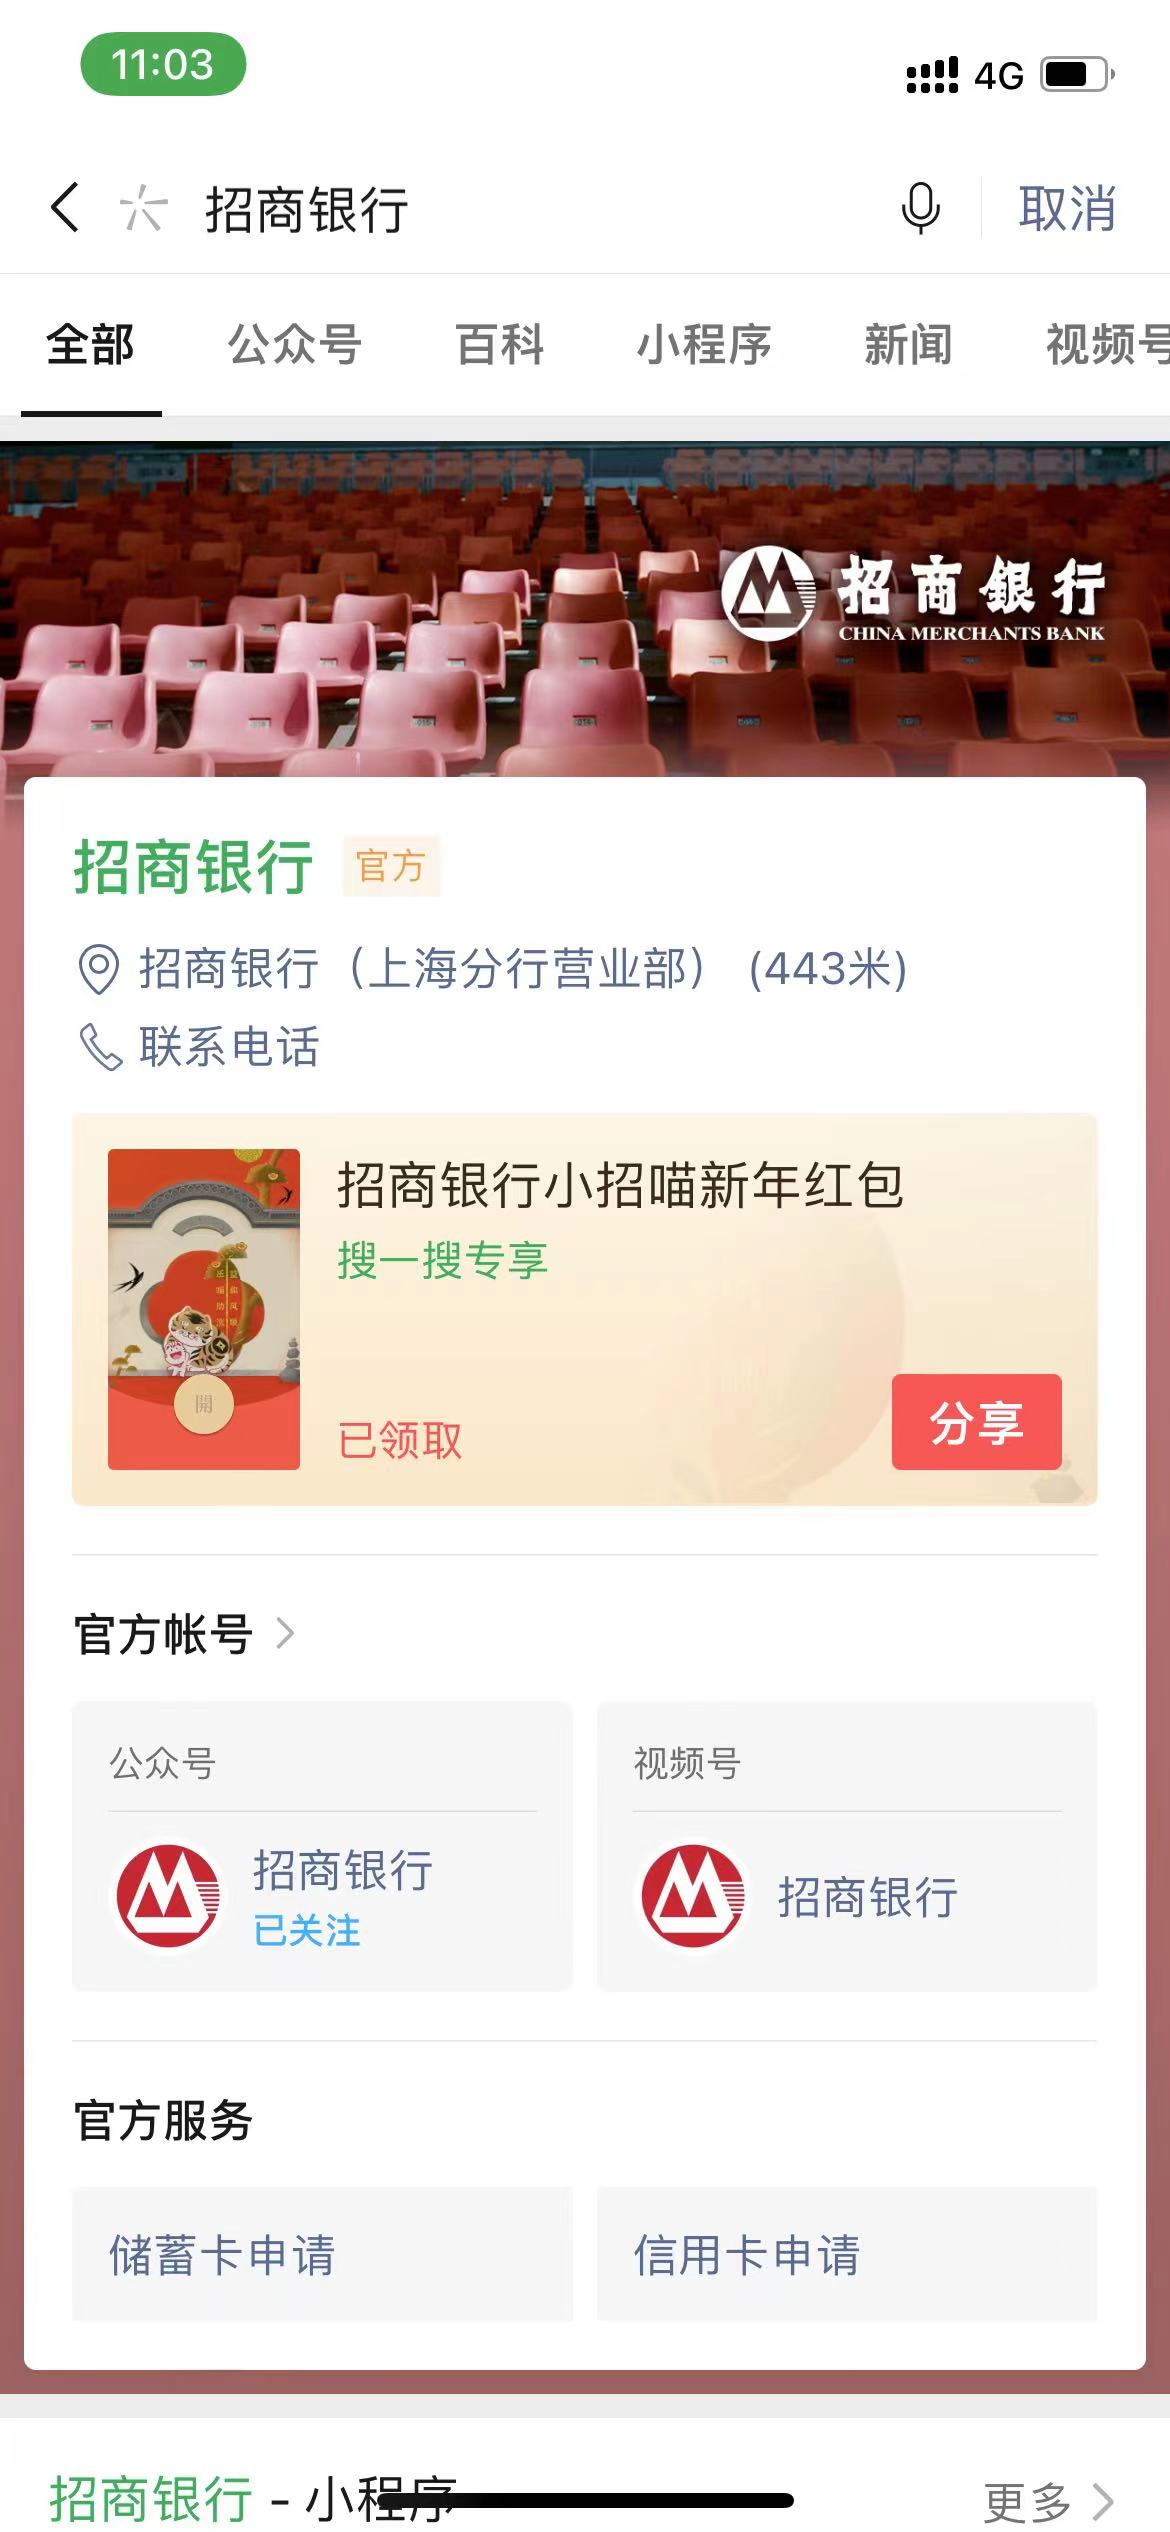 11:03
4G
招商银行
取消
全部 公众号 百科 小程序 新闻 视频号
招商銀行
CHINA MERCHANTS BANK
招商银行 官方
招商银行（上海分行营业部） (443米)
联系电话
招商银行小招喵新年红包
搜一搜专享
開
已领取
分享
官方帐号
公众号
招商银行
已关注
视频号
招商银行
官方服务
储蓄卡申请
信用卡申请
招商银行 - 小程序
更多